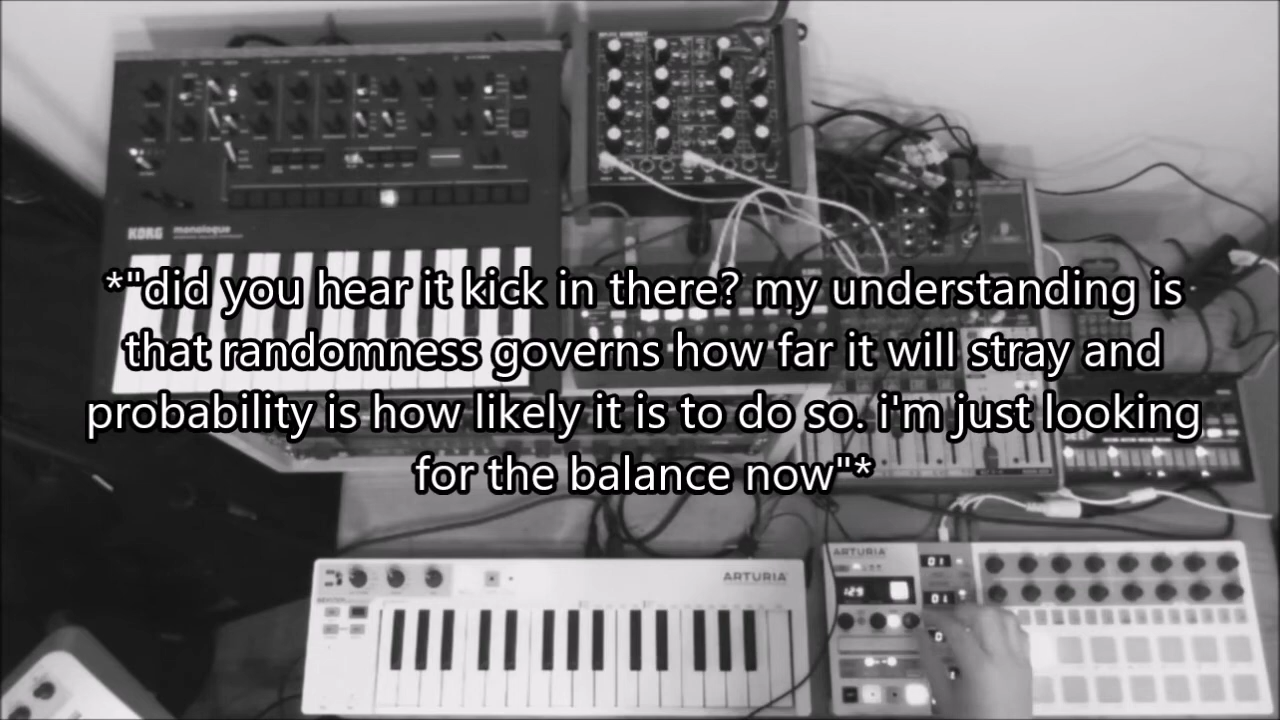 KORG monologue
*"did you hear it kick in there? my understanding is
that randomness governs how far it will stray and
probability is how likely it is to do so. i'm just looking
for the balance now"*
ARTURIA
ARTURIA
01
01